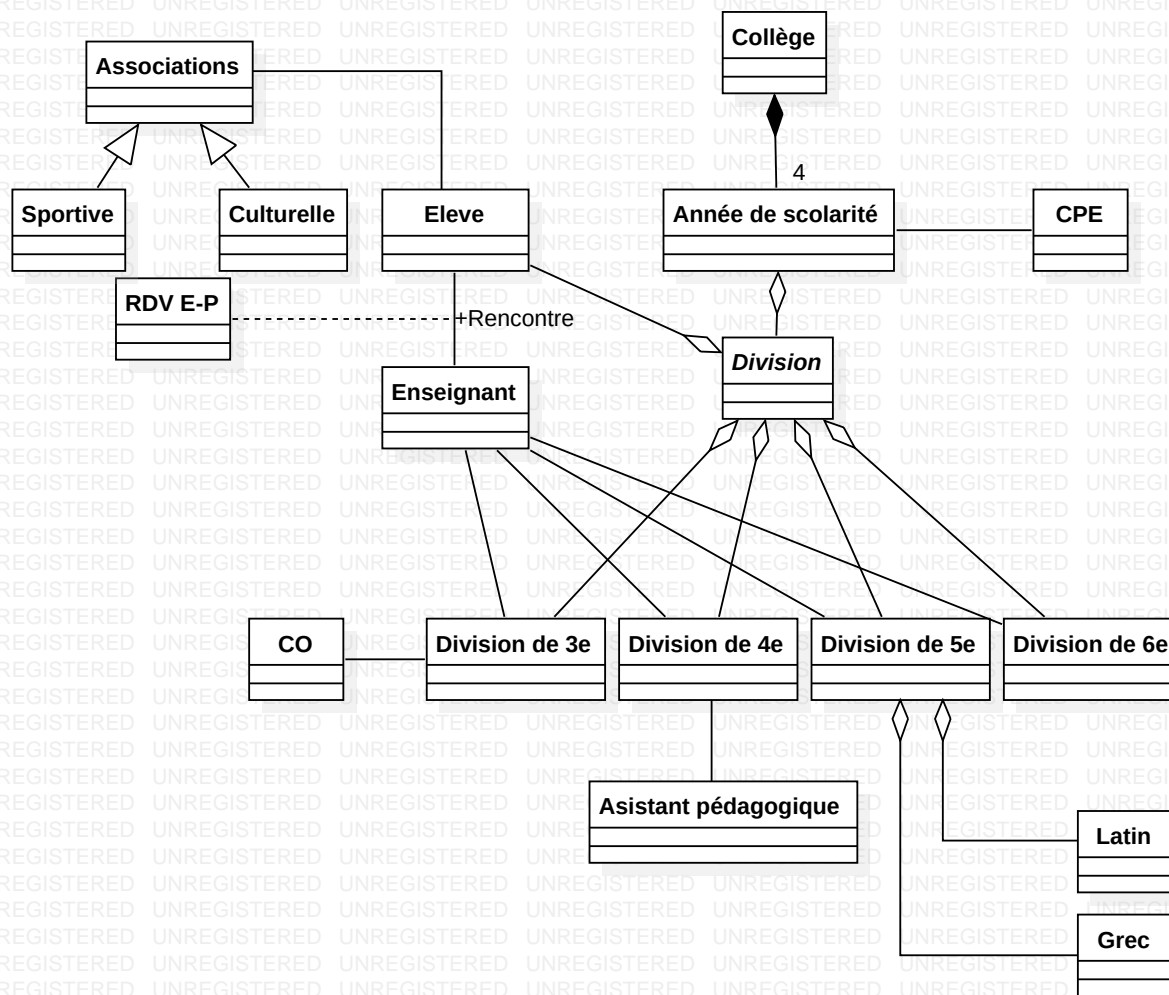 Collège
Associations
4
Sportive
Culturelle
Eleve
Année de scolarité
CPE
RDV E-P
+Rencontre
Division
Enseignant
CO
Division de 3e
Division de 4e
Division de 5e
Division de 6e
Asistant pédagogique
Latin
Grec
UNREGISTERED